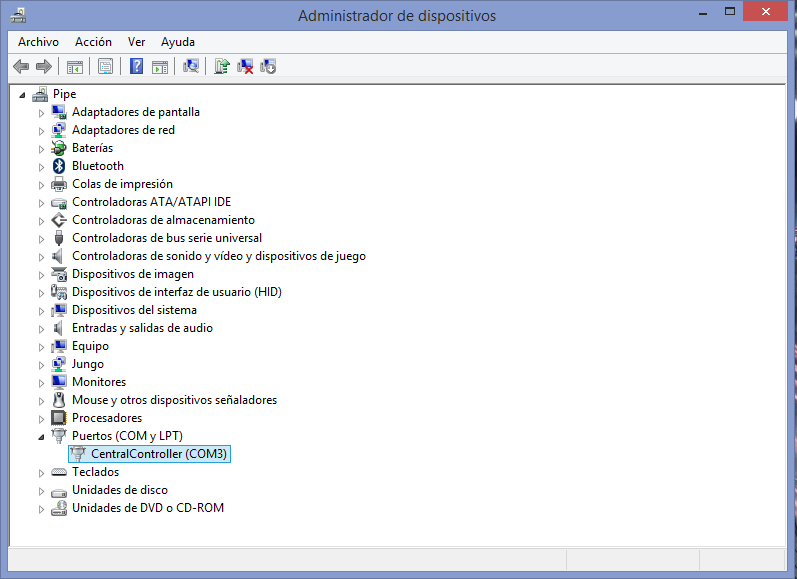 Administrador de dispositivos
Archivo Acción Ver Ayuda
Pipe
Adaptadores de pantalla
Adaptadores de red
Baterías
Bluetooth
Colas de impresión
Controladoras ATA/ATAPI IDE
Controladoras de almacenamiento
Controladoras de bus serie universal
Controladoras de sonido y vídeo y dispositivos de juego
Dispositivos de imagen
Dispositivos de interfaz de usuario (HID)
Dispositivos del sistema
Entradas y salidas de audio
Equipo
Jungo
Monitores
Mouse y otros dispositivos señaladores
Procesadores
Puertos (COM y LPT)
CentralController (COM3)
Teclados
Unidades de disco
Unidades de DVD o CD-ROM